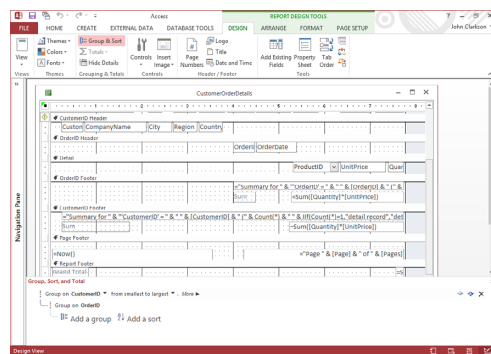 Access
REPORT DESIGN TOOLS
FILE HOME CREATE EXTERNAL DATA DATABASE TOOLS DESIGN ARRANGE FORMAT PAGE SETUP John Clarkson
View
Themes
Colors
Fonts
Group & Sort
Totals
Hide Details
Controls
Insert Image
Page Numbers
Logo
Title
Date and Time
Add Existing Fields
Property Sheet
Tab Order
Views Themes Grouping & Totals Controls Header / Footer Tools
CustomerOrderDetails
CustomerID Header
Custon CompanyName City Region Country
OrderID Header
OrderI OrderDate
Detail
ProductID UnitPrice Quan
OrderID Footer
="Summary for " & "'OrderID' = " & " " & [OrderID] & " (" &
Sum =Sum([Quantity]*[UnitPrice])
CustomerID Footer
="Summary for " & "'CustomerID' = " & " " & [CustomerID] & " (" & Count(*) & " " & IIf(Count(*)=1,"detail record","det
Sum =Sum([Quantity]*[UnitPrice])
Page Footer
=Now() ="Page " & [Page] & " of " & [Pages]
Report Footer
Grand Total =S
Navigation Pane
Group, Sort, and Total
Group on CustomerID from smallest to largest , More
Group on OrderID
Add a group Add a sort
Design View